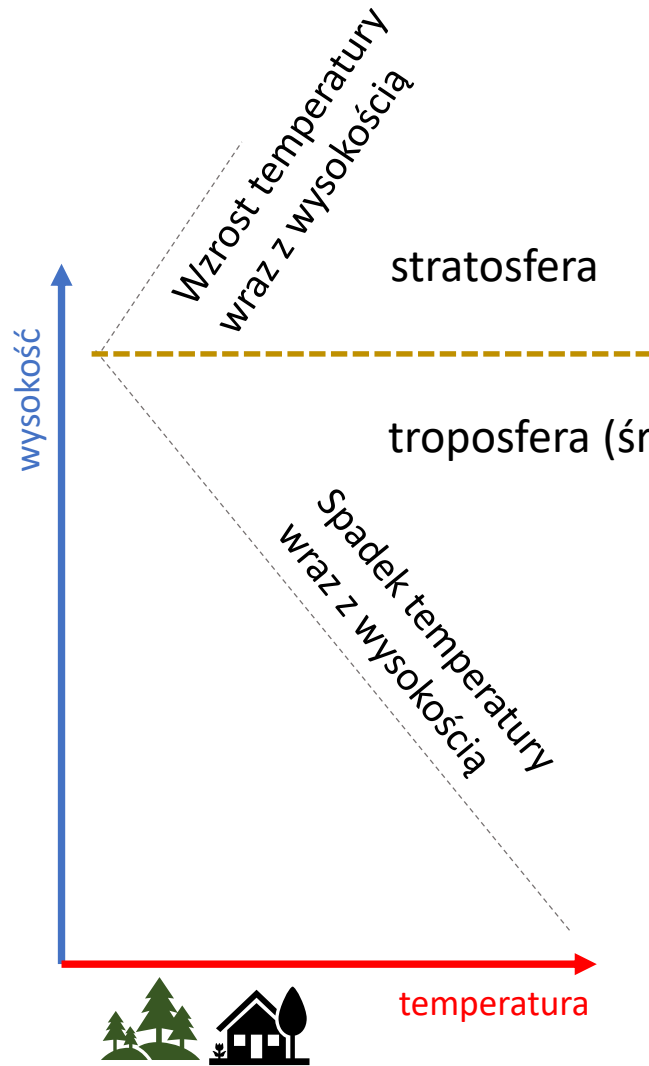 Wzrost temperatury
wraz z wysokością
stratosfera
wysokość
troposfera (śr
Spadek temperatury
wraz z wysokością
temperatura